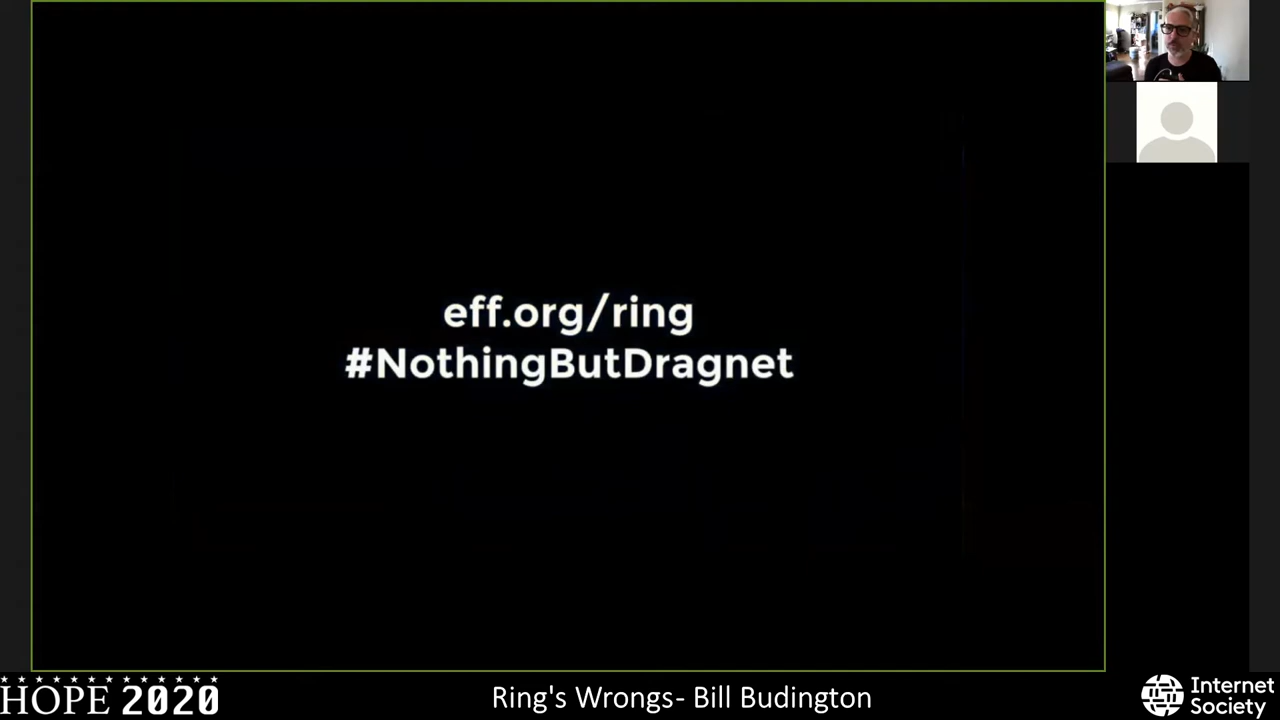 eff.org/ring
#NothingButDragnet
HOPE 2020
Ring's Wrongs- Bill Budington
Internet
Society